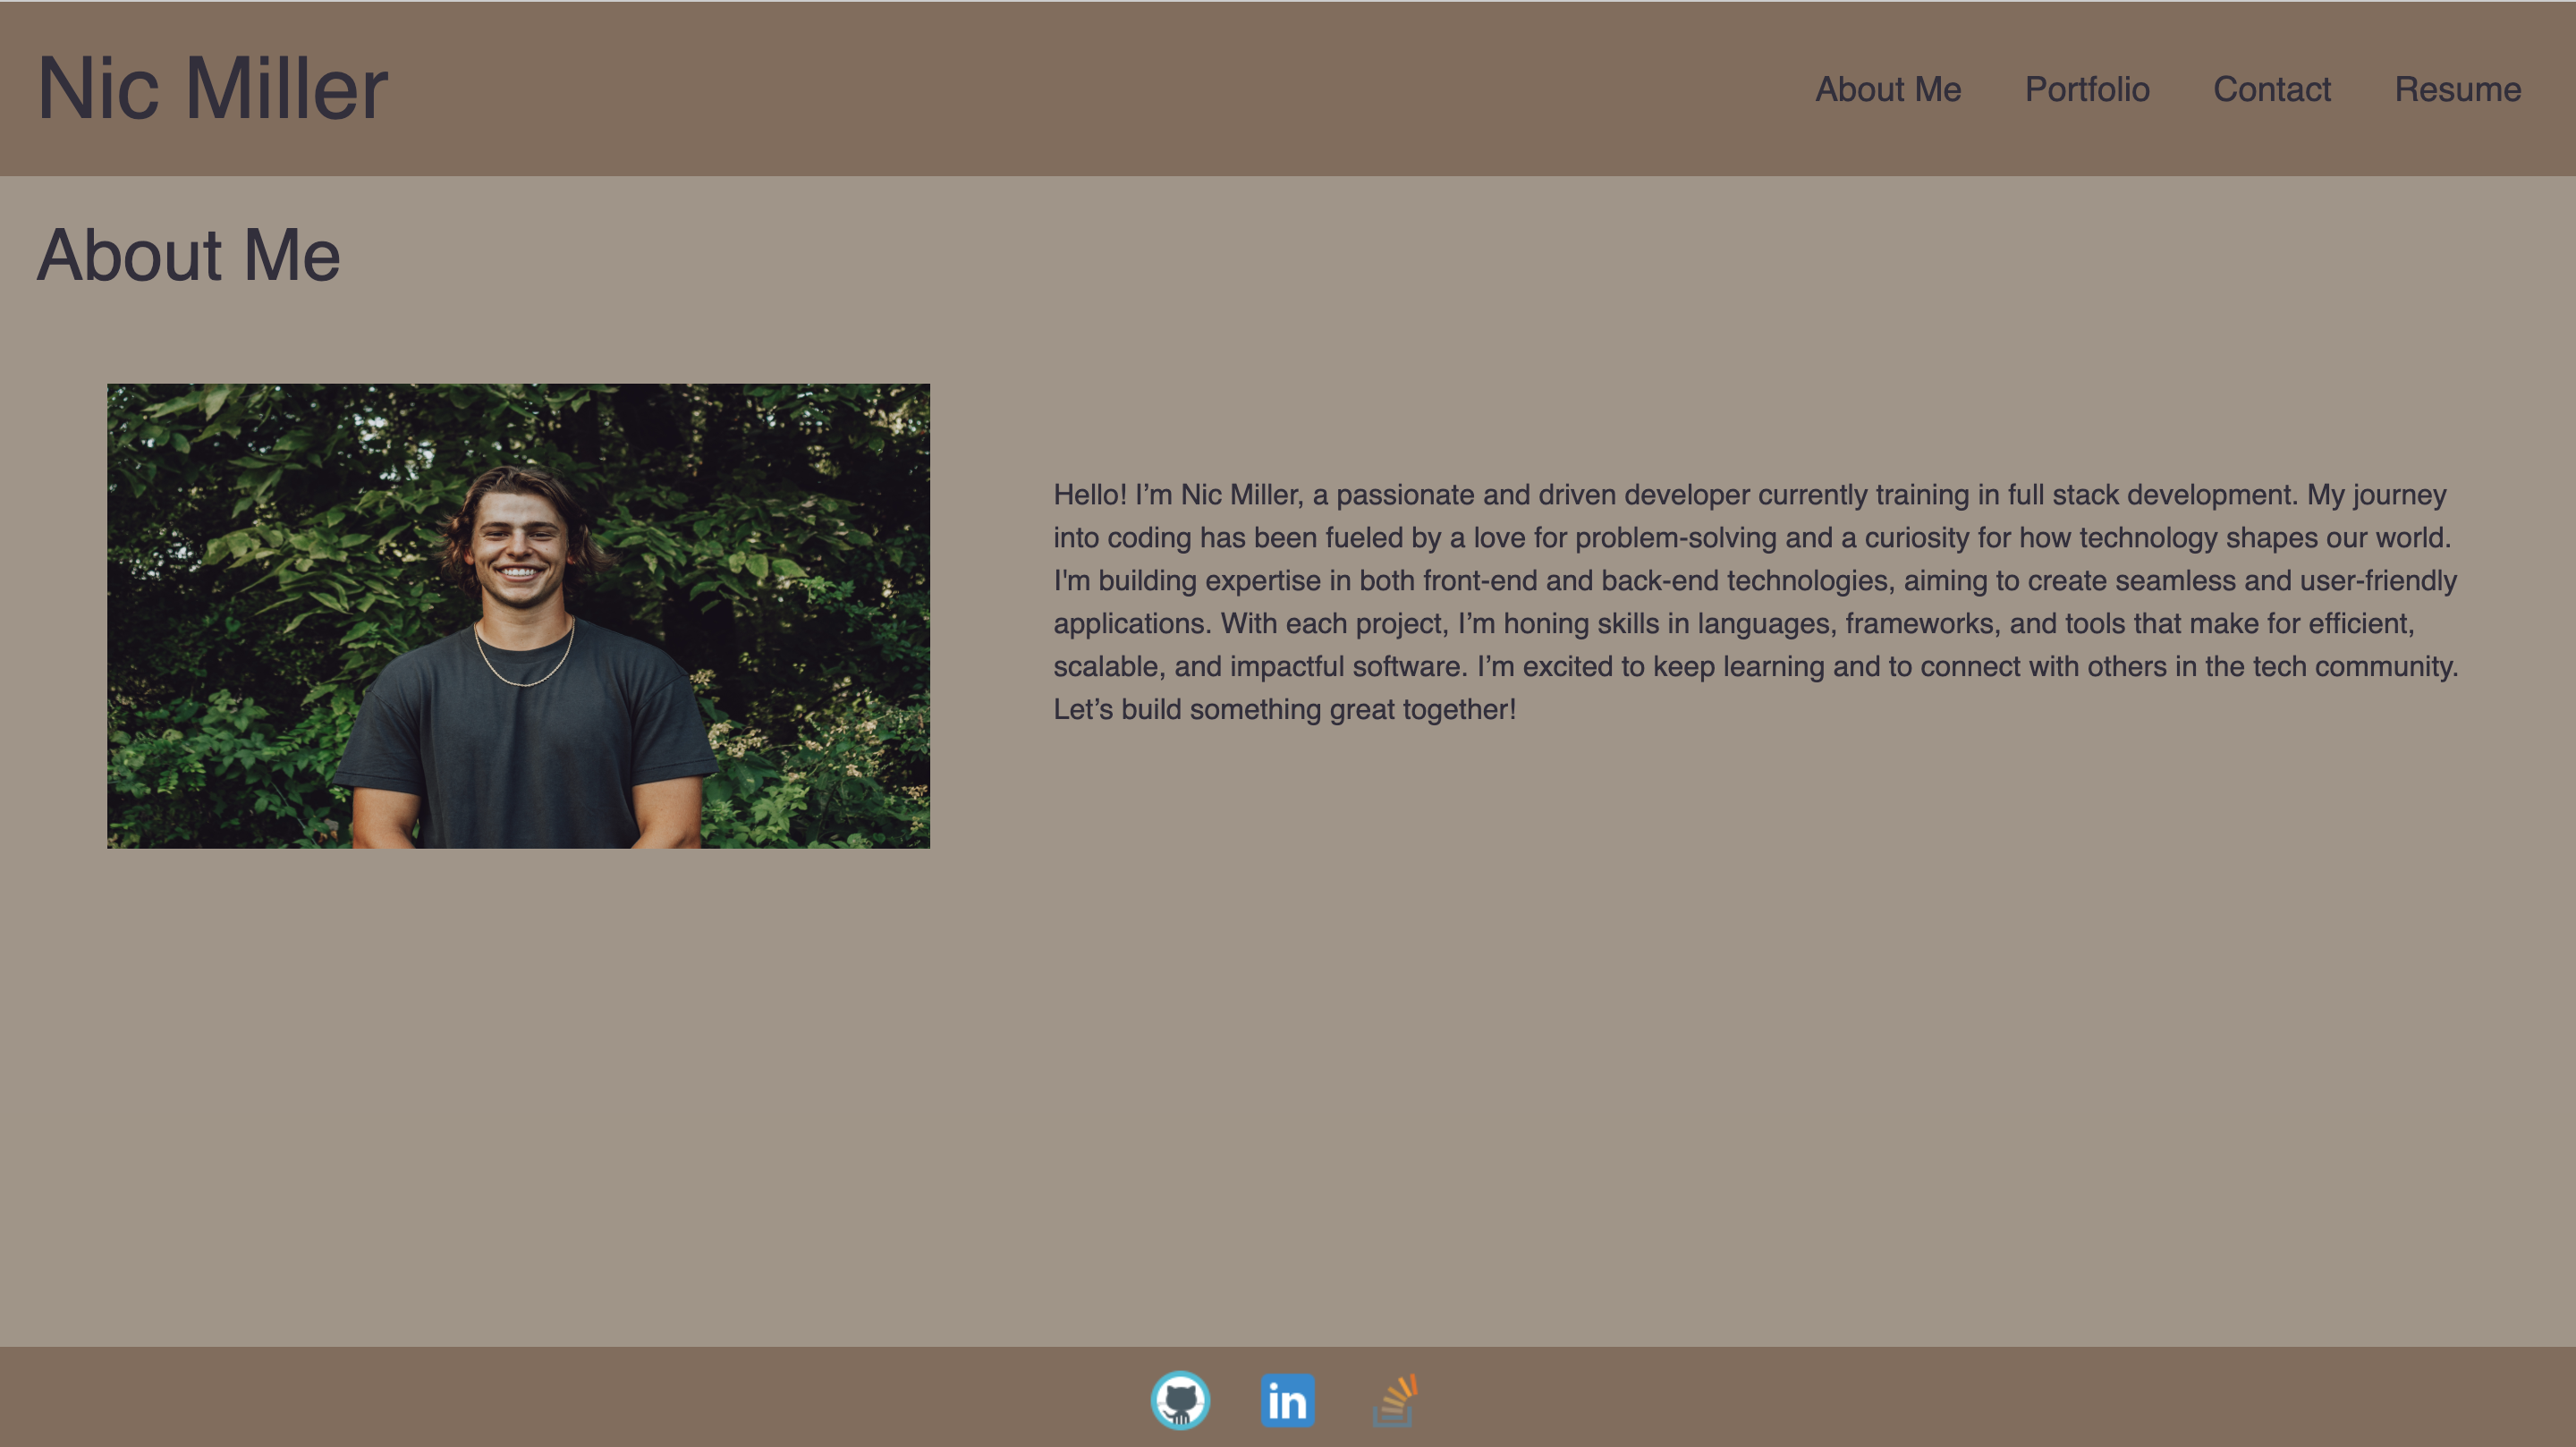 Nic Miller
About Me
Portfolio
Contact
Resume
About Me
Hello! I’m Nic Miller, a passionate and driven developer currently training in full stack development. My journey
into coding has been fueled by a love for problem-solving and a curiosity for how technology shapes our world.
I'm building expertise in both front-end and back-end technologies, aiming to create seamless and user-friendly
applications. With each project, I’m honing skills in languages, frameworks, and tools that make for efficient,
scalable, and impactful software. I’m excited to keep learning and to connect with others in the tech community.
Let’s build something great together!
in